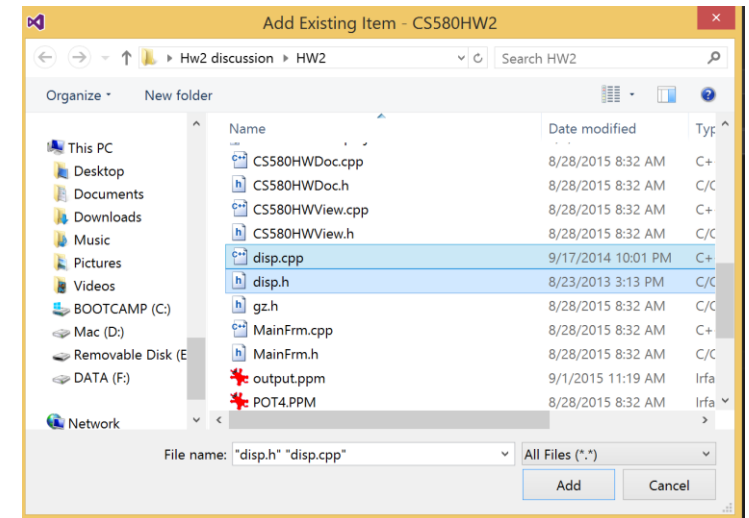 Add Existing Item - CS580HW2
Hw2 discussion HW2 Search HW2
Organize New folder
Name Date modified Typ
This PC
Desktop
Documents
Downloads
Music
Pictures
Videos
BOOTCAMP (C:)
Mac (D:)
Removable Disk (E
DATA (F:)
Network
CS580HWDoc.cpp 8/28/2015 8:32 AM C+
CS580HWDoc.h 8/28/2015 8:32 AM C/C
CS580HWView.cpp 8/28/2015 8:32 AM C+
CS580HWView.h 8/28/2015 8:32 AM C/C
disp.cpp 9/17/2014 10:01 PM C+
disp.h 8/23/2013 3:13 PM C/C
gz.h 8/28/2015 8:32 AM C/C
MainFrm.cpp 8/28/2015 8:32 AM C+
MainFrm.h 8/28/2015 8:32 AM C/C
output.ppm 9/1/2015 11:19 AM Irfa
POT4.PPM 8/28/2015 8:32 AM Irfa
File name: "disp.h" "disp.cpp" All Files (*.*)
Add Cancel